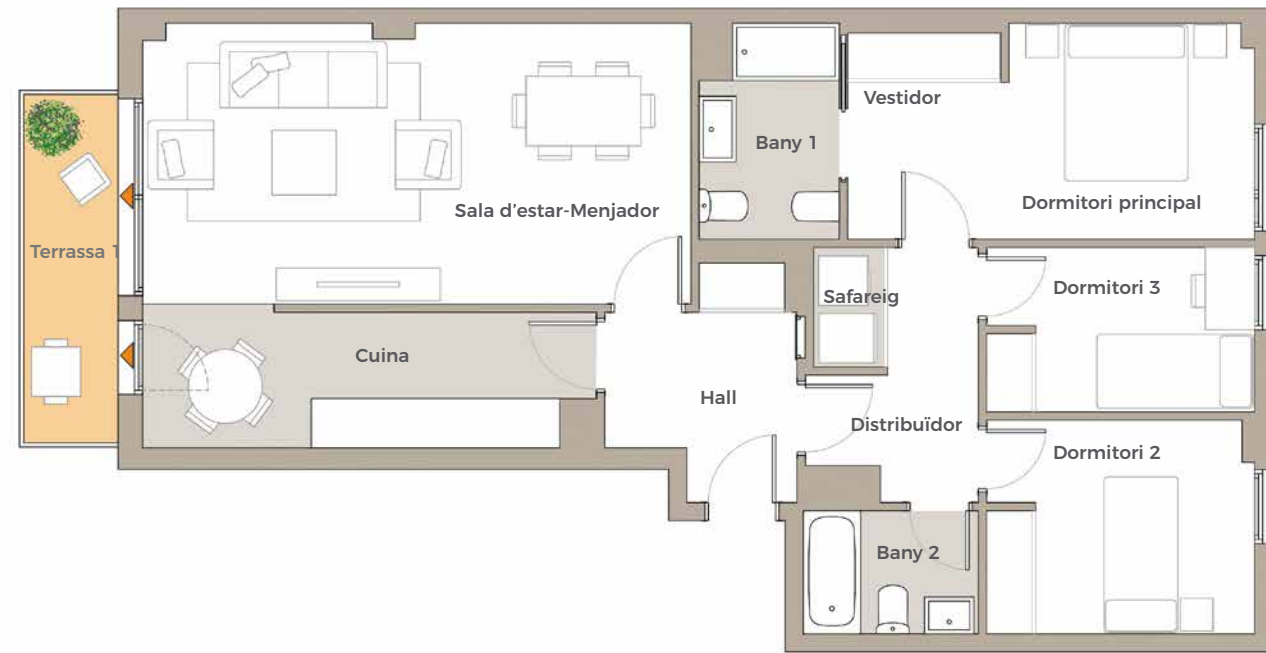 Vestidor
Bany 1
Dormitori principal
Sala d'estar-Menjador
Terrassa 1
Safareig
Dormitori 3
Cuina
Hall
Distribuïdor
Dormitori 2
Bany 2